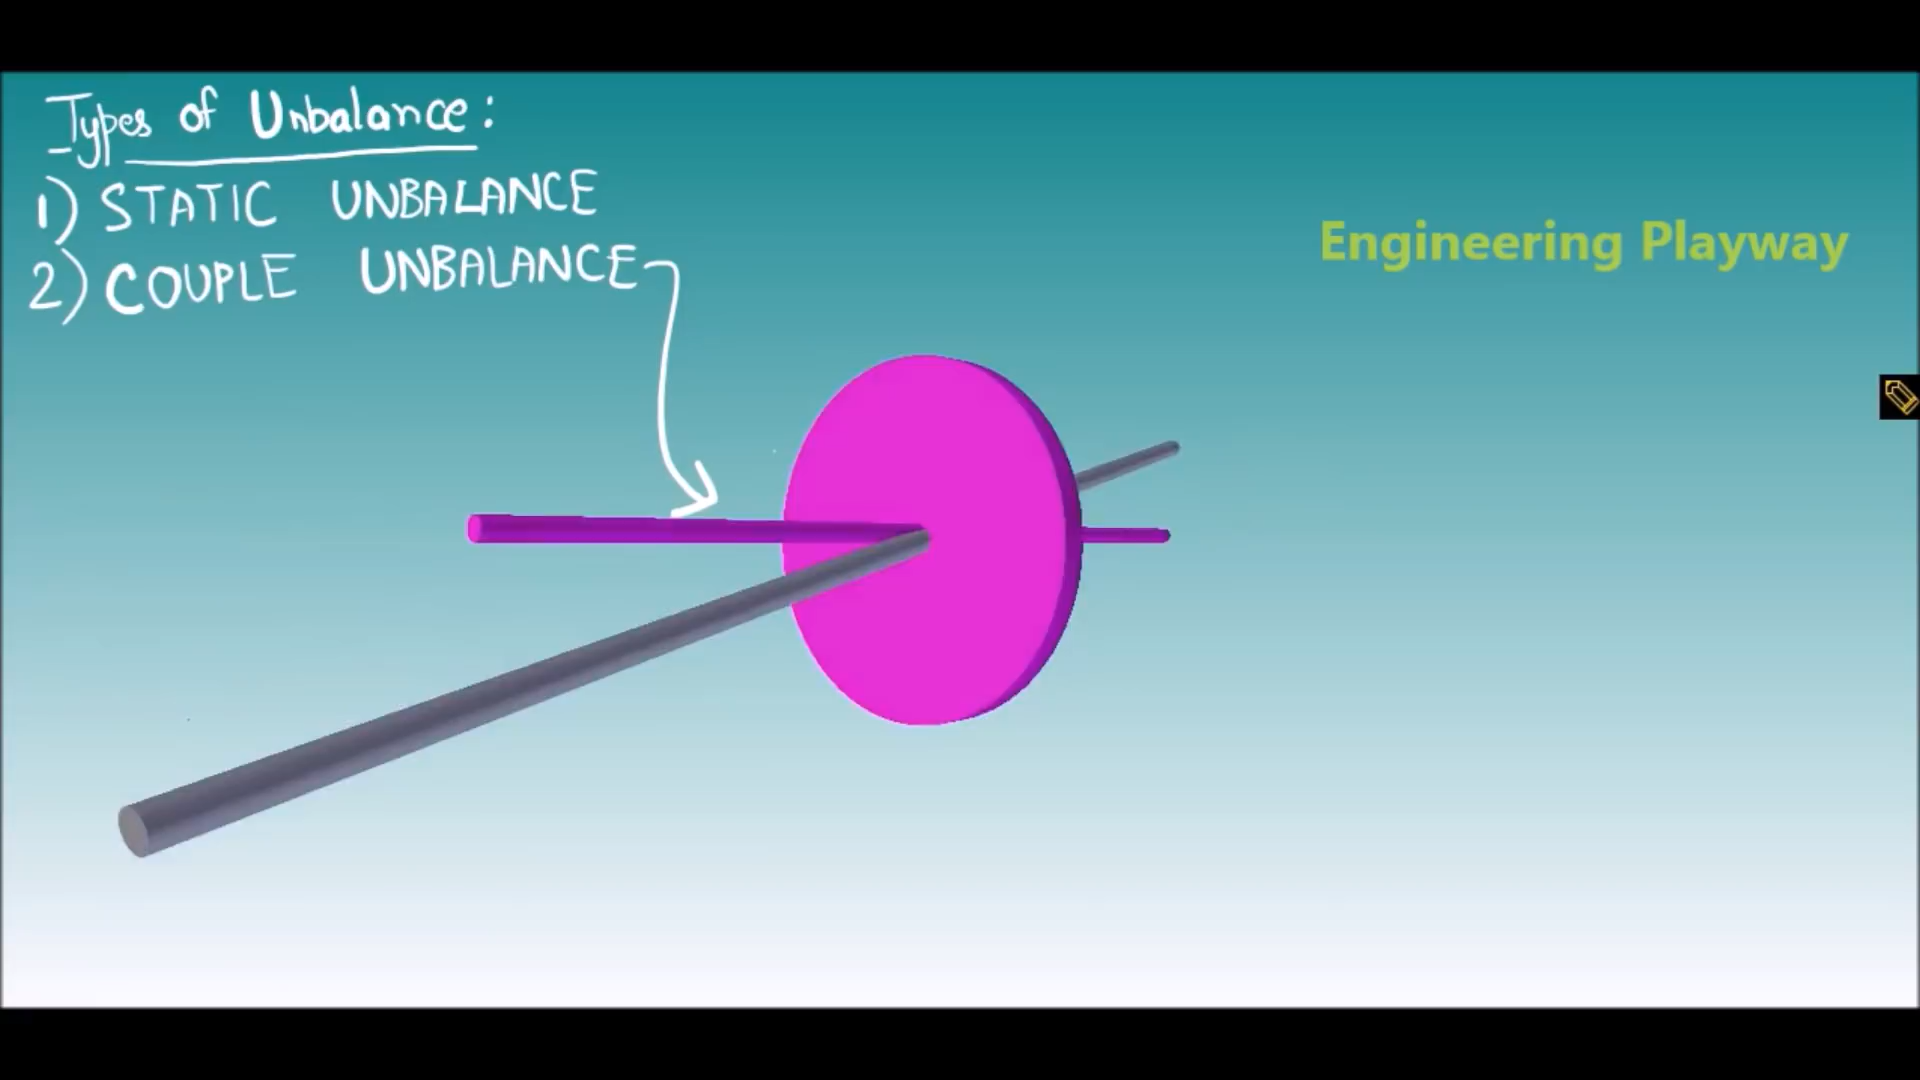 Types of Unbalance:
1) STATIC UNBALANCE
2) COUPLE UNBALANCE
Engineering Playway